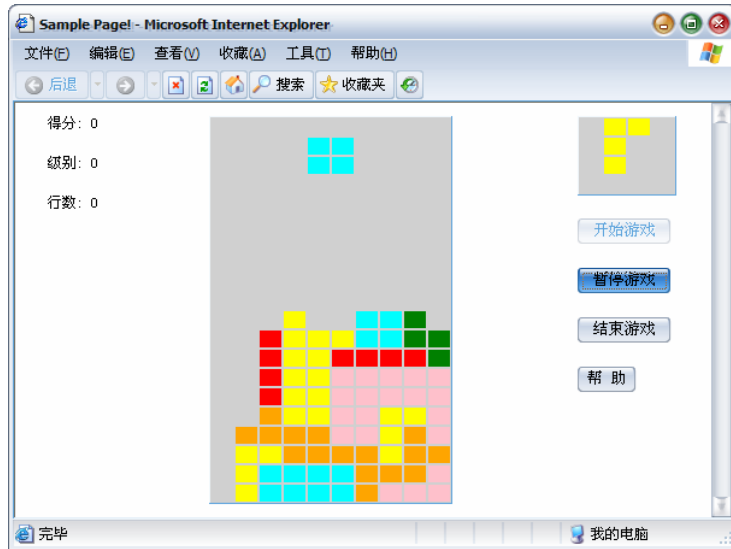 Sample Page! - Microsoft Internet Explorer
文件(F) 编辑(E) 查看(V) 收藏(A) 工具(T) 帮助(H)
后退 搜索 收藏夹
得分: 0
级别: 0
行数: 0
开始游戏
暂停游戏
结束游戏
帮 助
完毕 我的电脑